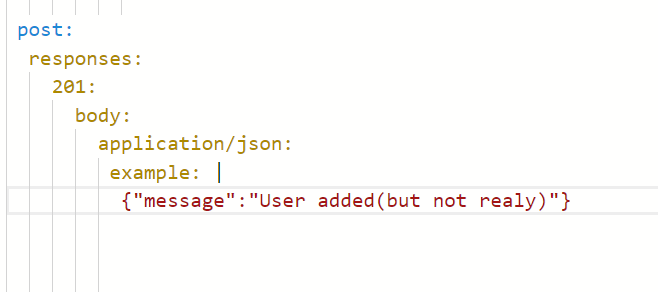 post:
responses:
201:
body:
application/json:
example: |
{"message":"User added(but not realy)"}